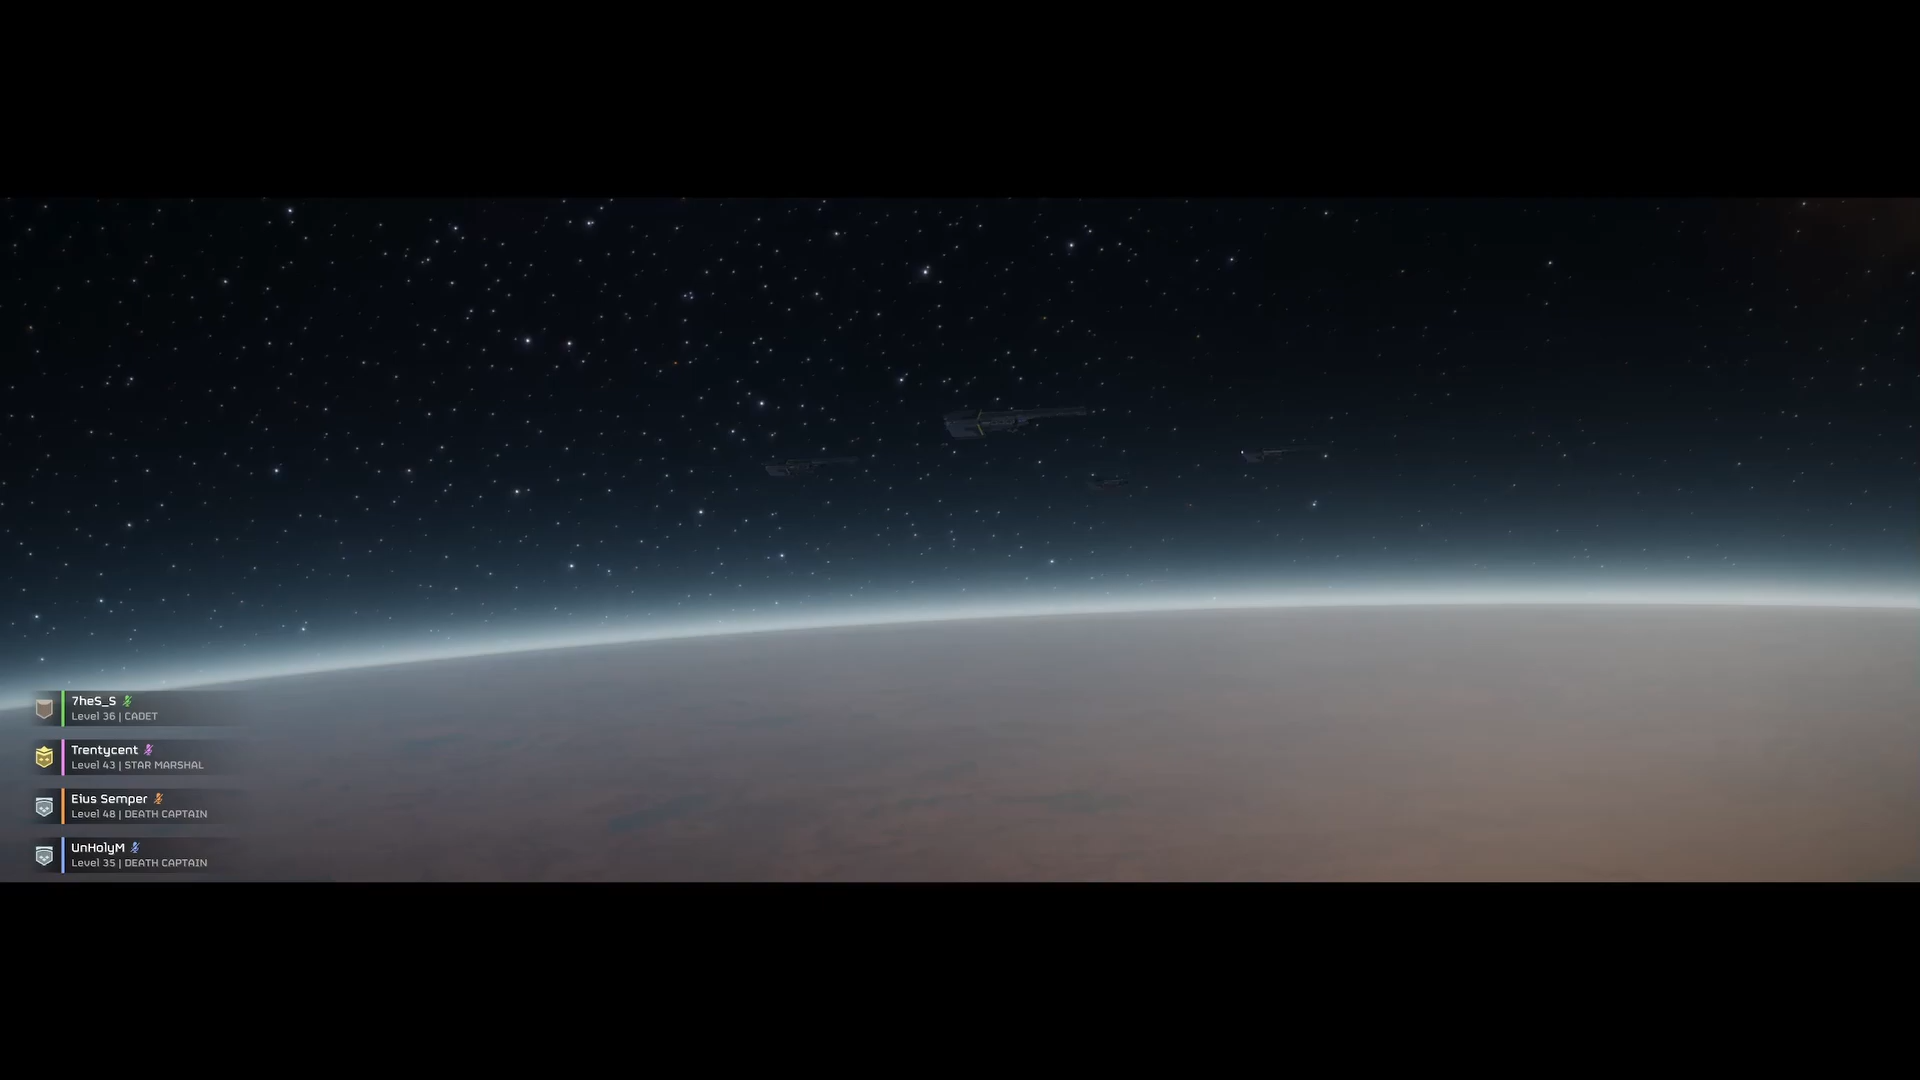 7heS_S
Level 36 | CADET
Trentycent
Level 43 | STAR MARSHAL
Eius Semper
Level 48 | DEATH CAPTAIN
UnHolyM
Level 35 | DEATH CAPTAIN